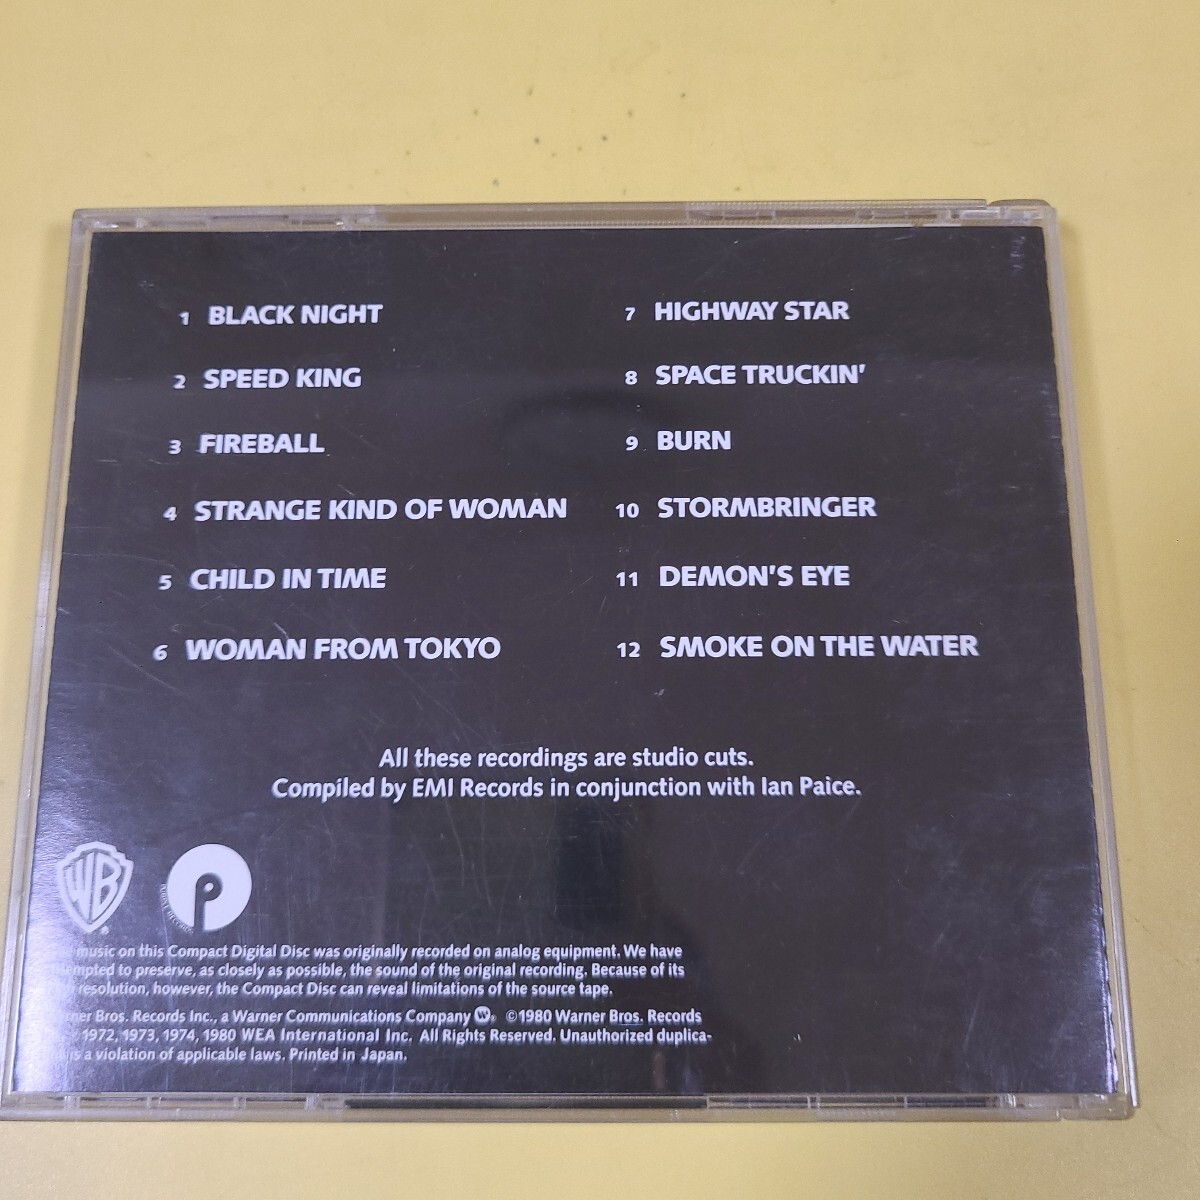 1 BLACK NIGHT
2 SPEED KING
3 FIREBALL
4 STRANGE KIND OF WOMAN
5 CHILD IN TIME
6 WOMAN FROM TOKYO
7 HIGHWAY STAR
8 SPACE TRUCKIN'
9 BURN
10 STORMBRINGER
11 DEMON'S EYE
12 SMOKE ON THE WATER
All these recordings are studio cuts.
Compiled by EMI Records in conjunction with Ian Paice.
WB
p
music on this Compact Digital Disc was originally recorded on analog equipment. We have
mpted to preserve, as closely as possible, the sound of the original recording. Because of its
resolution, however, the Compact Disc can reveal limitations of the source tape.
ner Bros. Records Inc., a Warner Communications Company W. ©1980 Warner Bros. Records
1972, 1973, 1974, 1980 WEA International Inc. All Rights Reserved. Unauthorized duplica-
is a violation of applicable laws. Printed in Japan.